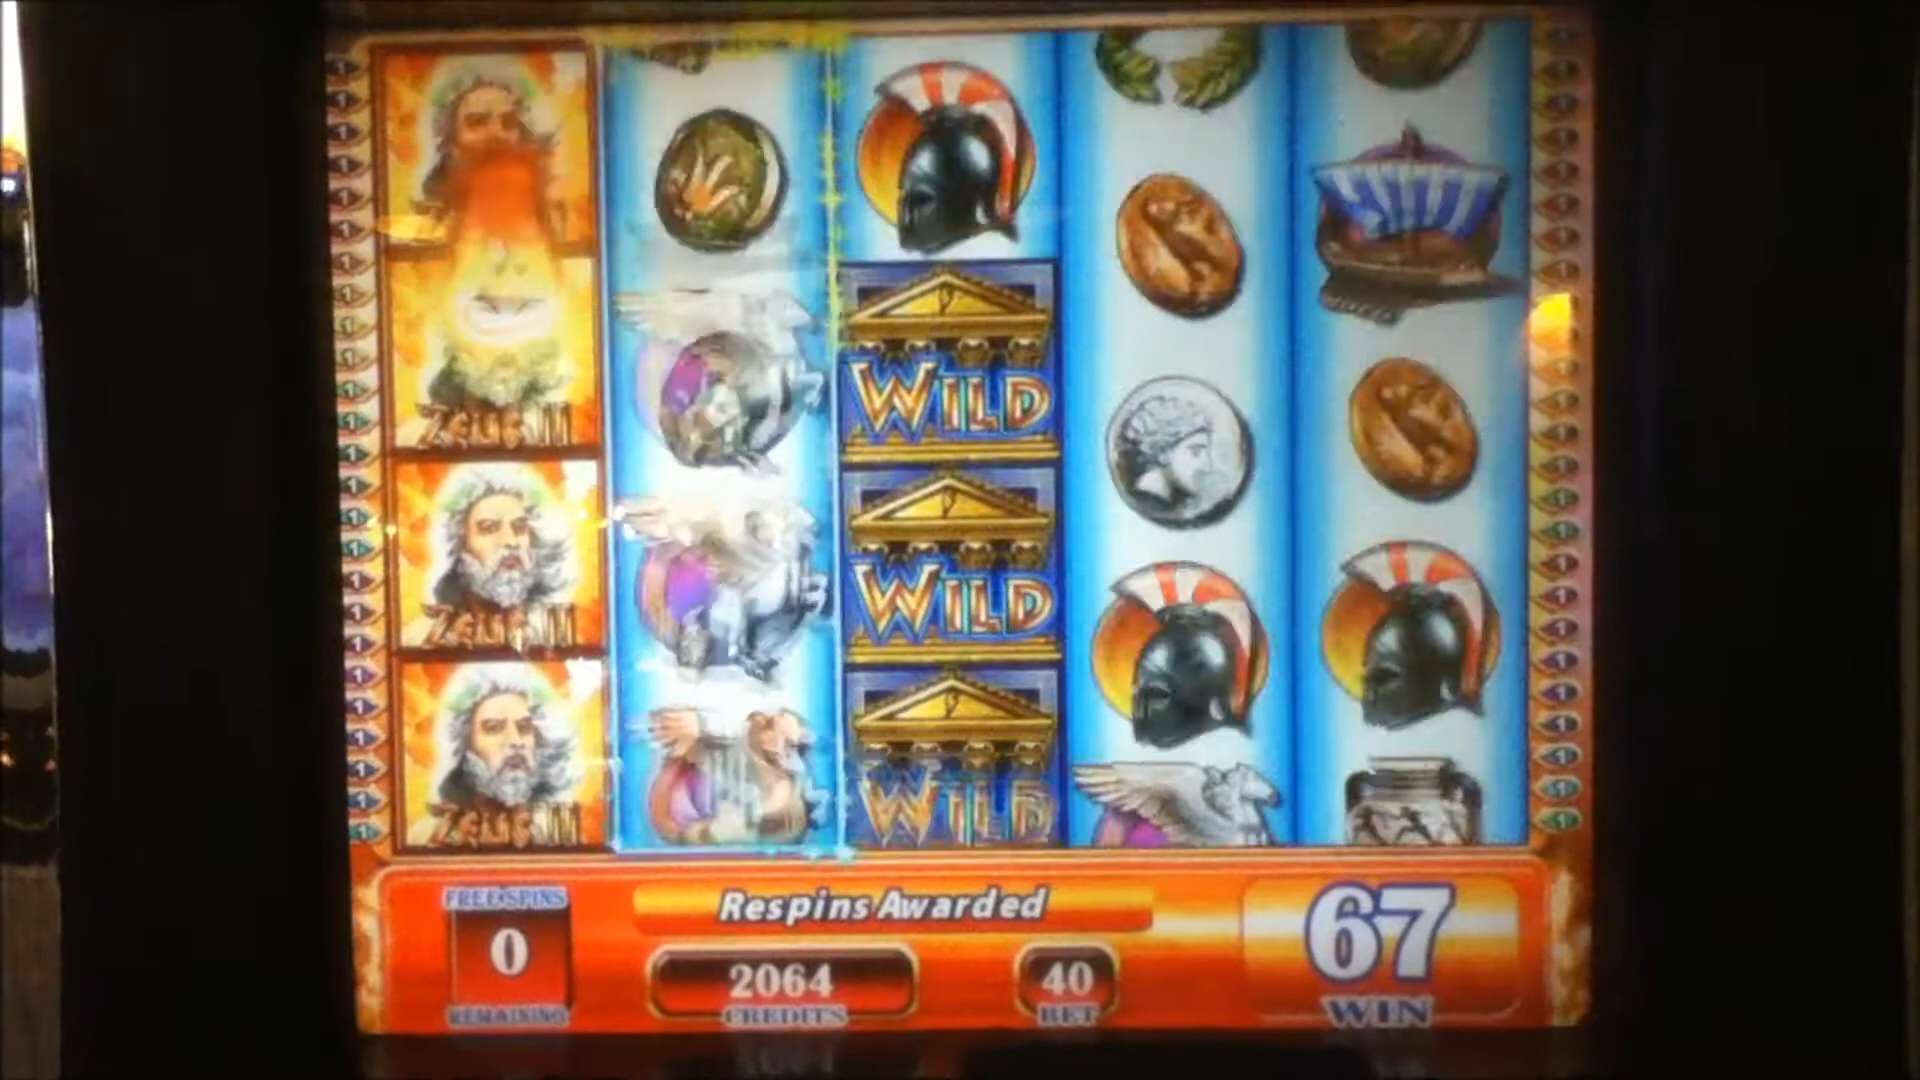 WILD
ZEUS II
WILD
ZEUS II
WILD
ZEUS II
FREE SPINS
0
REMAINING
Respins Awarded
2064
CREDITS
40
BET
67
WIN